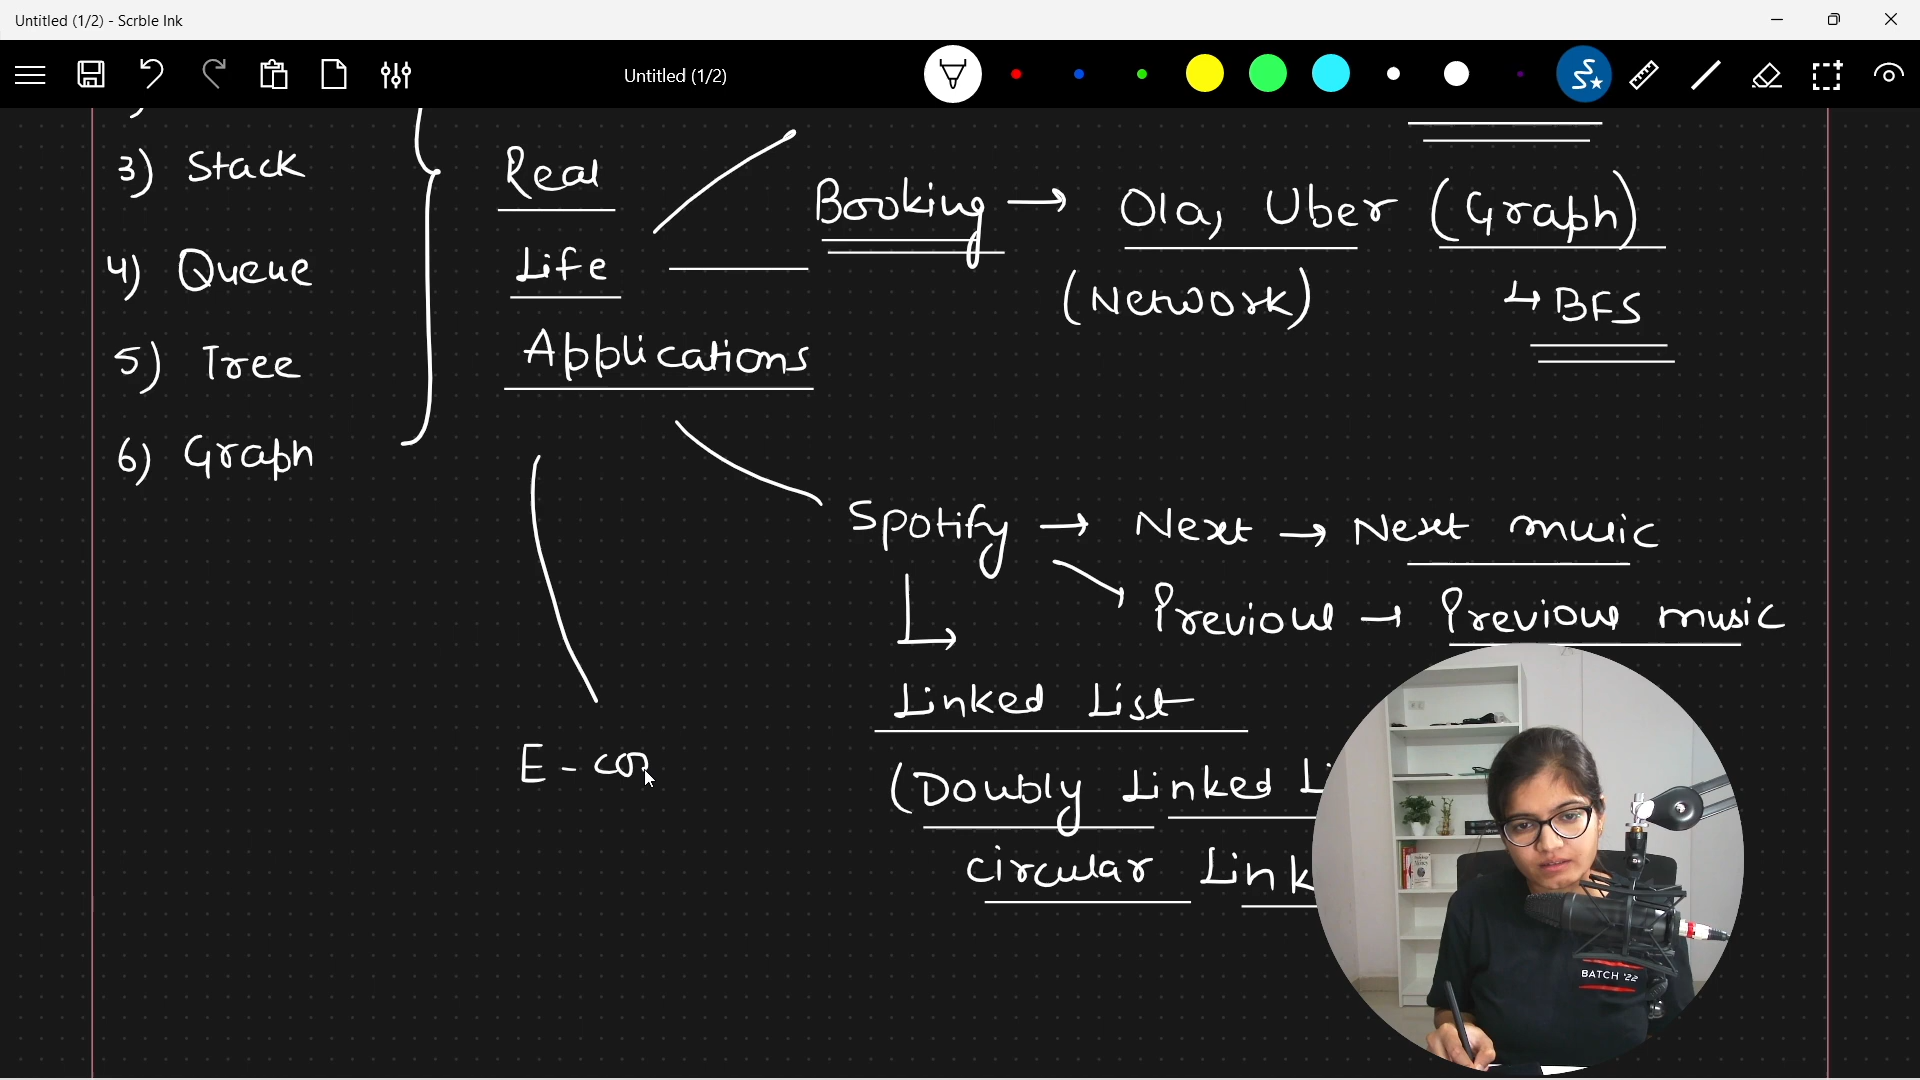 Untitled (1/2) - Scrble Ink
Untitled (1/2)
3) Stack
4) Queue
5) Tree
6) Graph
Real
Life
Applications
Booking → Ola, Uber (Graph)
(Network)
↳ BFS
Spotify → Next → Next music
Previous → Previous music
Linked List
(Doubly Linked Li
circular Link
E - com
BATCH '22